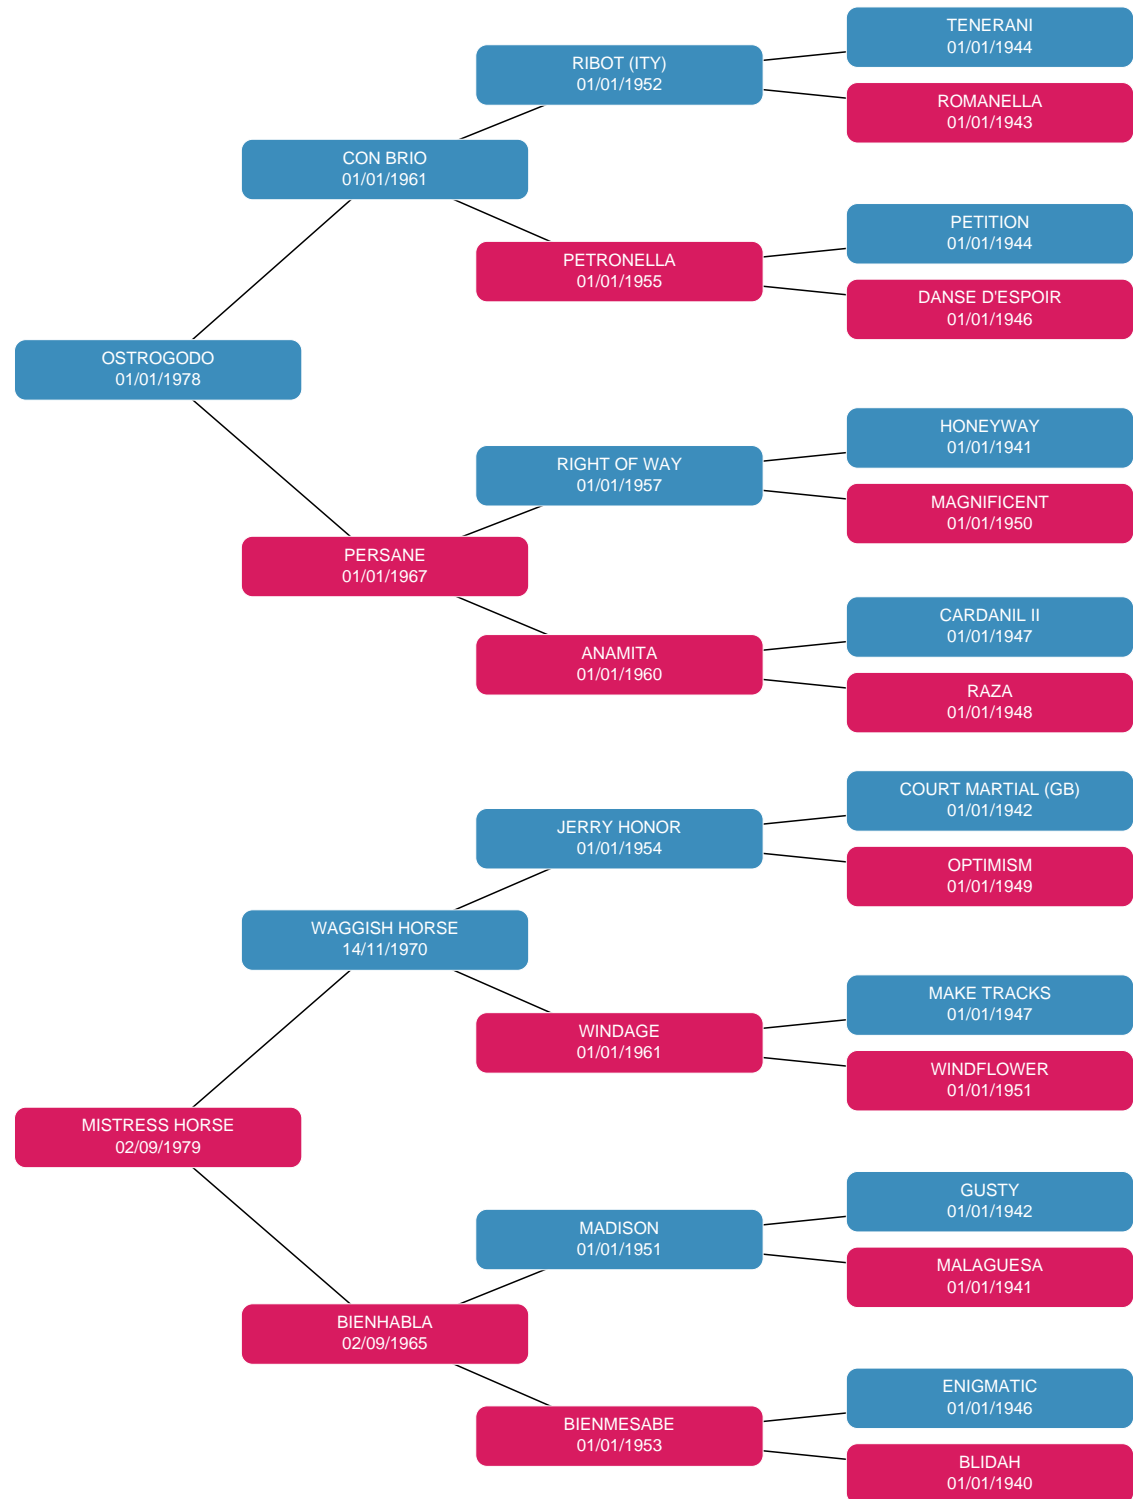 TENERANI
01/01/1944
RIBOT (ITY)
01/01/1952
ROMANELLA
01/01/1943
CON BRIO
01/01/1961
PETITION
01/01/1944
PETRONELLA
01/01/1955
DANSE D'ESPOIR
01/01/1946
OSTROGODO
01/01/1978
HONEYWAY
01/01/1941
RIGHT OF WAY
01/01/1957
MAGNIFICENT
01/01/1950
PERSANE
01/01/1967
CARDANIL II
01/01/1947
ANAMITA
01/01/1960
RAZA
01/01/1948
COURT MARTIAL (GB)
01/01/1942
JERRY HONOR
01/01/1954
OPTIMISM
01/01/1949
WAGGISH HORSE
14/11/1970
MAKE TRACKS
01/01/1947
WINDAGE
01/01/1961
WINDFLOWER
01/01/1951
MISTRESS HORSE
02/09/1979
GUSTY
01/01/1942
MADISON
01/01/1951
MALAGUESA
01/01/1941
BIENHABLA
02/09/1965
ENIGMATIC
01/01/1946
BIENMESABE
01/01/1953
BLIDAH
01/01/1940